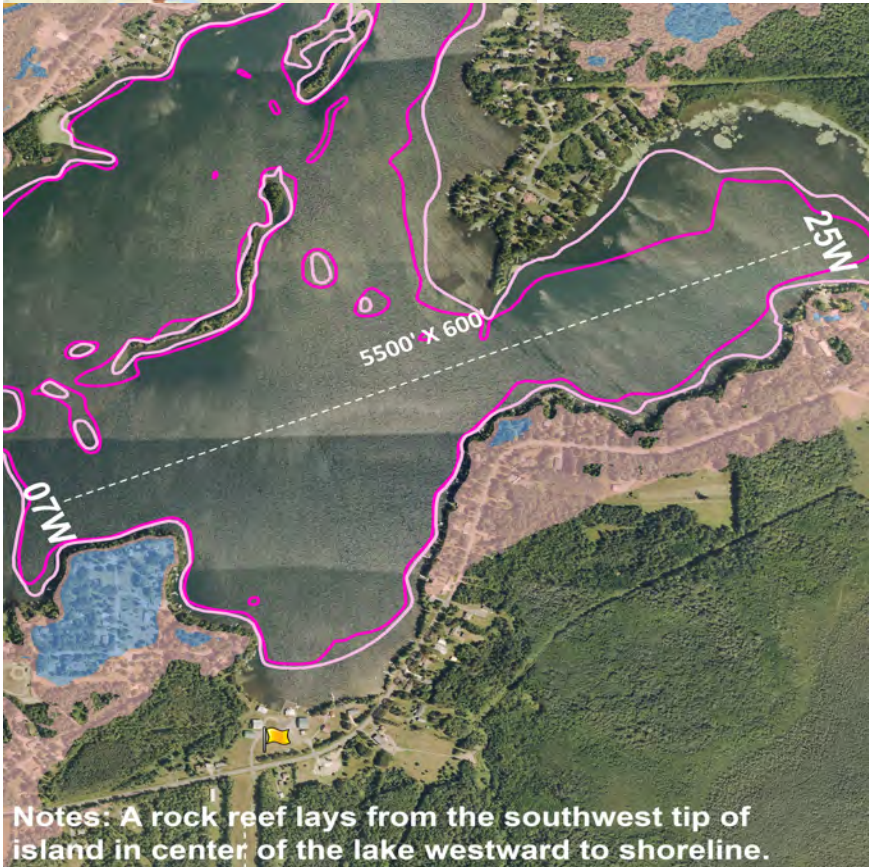 25W
5500' X 600'
07W
Notes: A rock reef lays from the southwest tip of
island in center of the lake westward to shoreline.